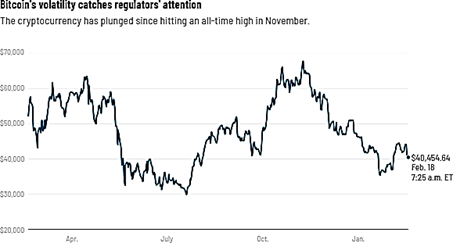 Bitcoin's volatility catches regulators' attention
The cryptocurrency has plunged since hitting an all-time high in November.
$70,000
$60,000
$50,000
$40,000
$30,000
$20,000
$40,454.64
Feb. 18
7:25 a.m. ET
Apr.
July
Oct.
Jan.